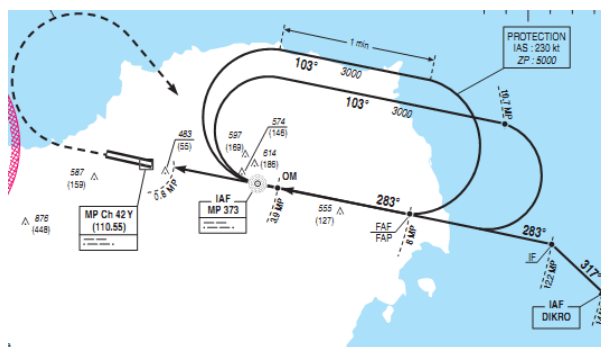 PROTECTION
IAS : 230 kt
ZP : 5000
1 min
103°
3000
103°
3000
10.7 MP
483
(55)
574
(146)
597
(169)
614
(186)
OM
587
(159)
0.8 MP
IAF
MP 373
3.9 MP
555
(127)
283°
FAF
FAP
8 MP
283°
IF
12.2 MP
317°
MP Ch 42 Y
(110.55)
876
(448)
IAF
DIKRO